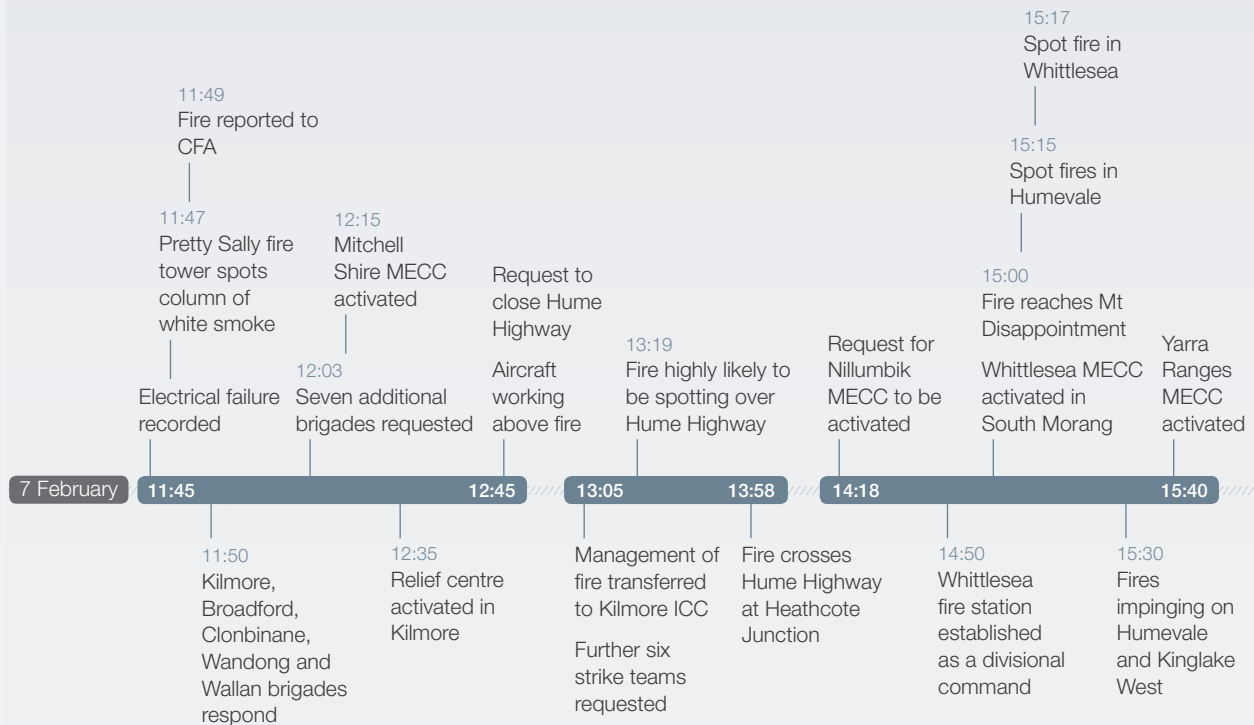 15:17
Spot fire in
Whittlesea
11:49
Fire reported to
CFA
15:15
Spot fires in
Humevale
11:47
Pretty Sally fire
tower spots
column of
white smoke
12:15
Mitchell
Shire MECC
activated
Request to
close Hume
Highway
Aircraft
working
above fire
15:00
Fire reaches Mt
Disappointment
Whittlesea MECC
activated in
South Morang
13:19
Fire highly likely to
be spotting over
Hume Highway
Request for
Nillumbik
MECC to be
activated
Yarra
Ranges
MECC
activated
Electrical failure
recorded
12:03
Seven additional
brigades requested
7 February
11:45
12:45
13:05
13:58
14:18
15:40
11:50
Kilmore,
Broadford,
Clonbinane,
Wandong and
Wallan brigades
respond
12:35
Relief centre
activated in
Kilmore
Management of
fire transferred
to Kilmore ICC
Further six
strike teams
requested
Fire crosses
Hume Highway
at Heathcote
Junction
14:50
Whittlesea
fire station
established
as a divisional
command
15:30
Fires
impinging on
Humevale
and Kinglake
West